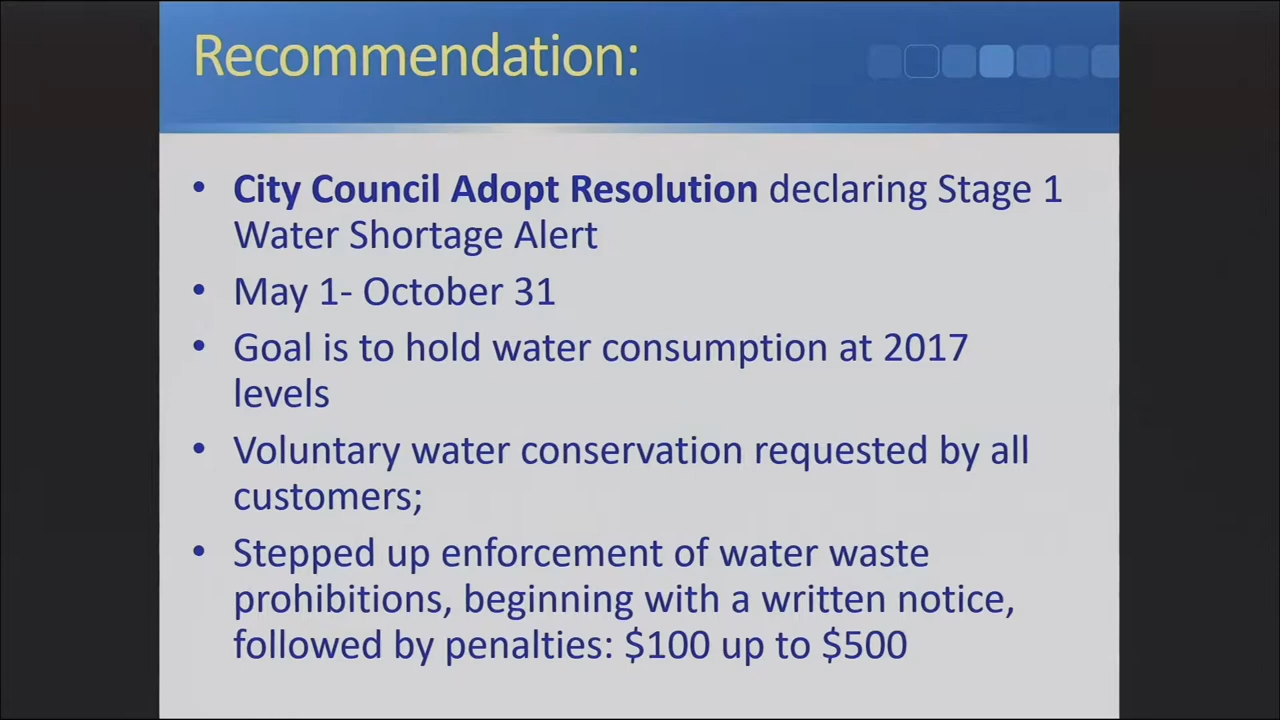 Recommendation:
• City Council Adopt Resolution declaring Stage 1
Water Shortage Alert
• May 1- October 31
• Goal is to hold water consumption at 2017
levels
• Voluntary water conservation requested by all
customers;
• Stepped up enforcement of water waste
prohibitions, beginning with a written notice,
followed by penalties: $100 up to $500